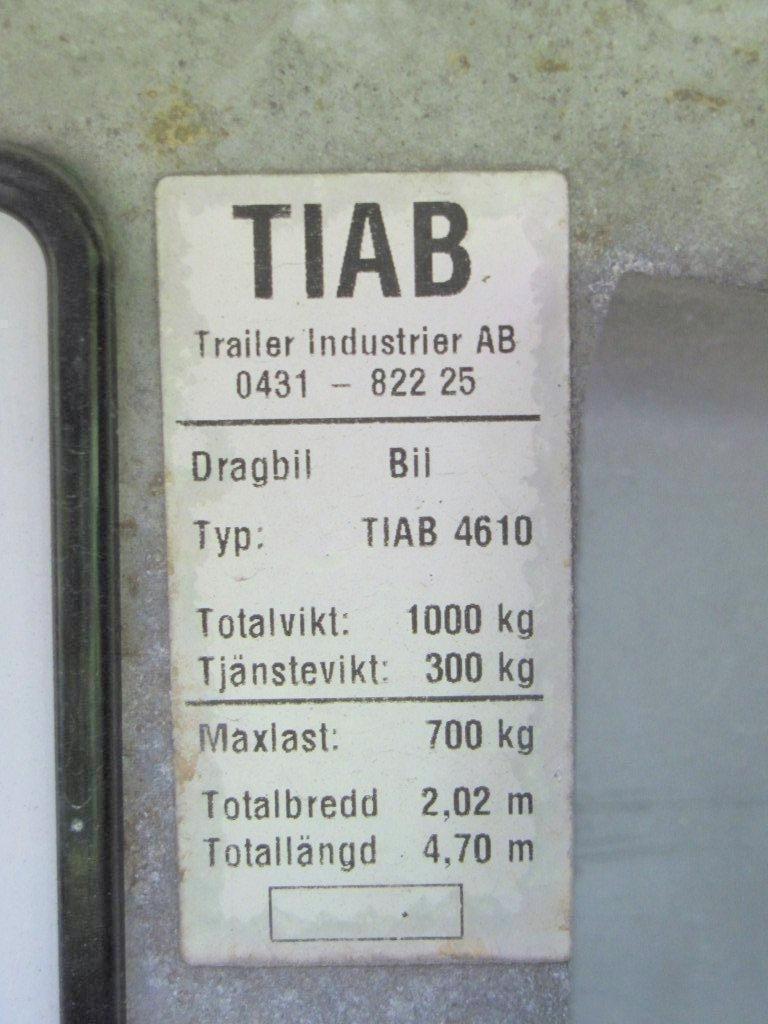 TIAB
Trailer Industrier AB
0431 – 822 25
Dragbil Bil
Typ: TIAB 4610
Totalvikt: 1000 kg
Tjänstevikt: 300 kg
Maxlast: 700 kg
Totalbredd 2,02 m
Totallängd 4,70 m